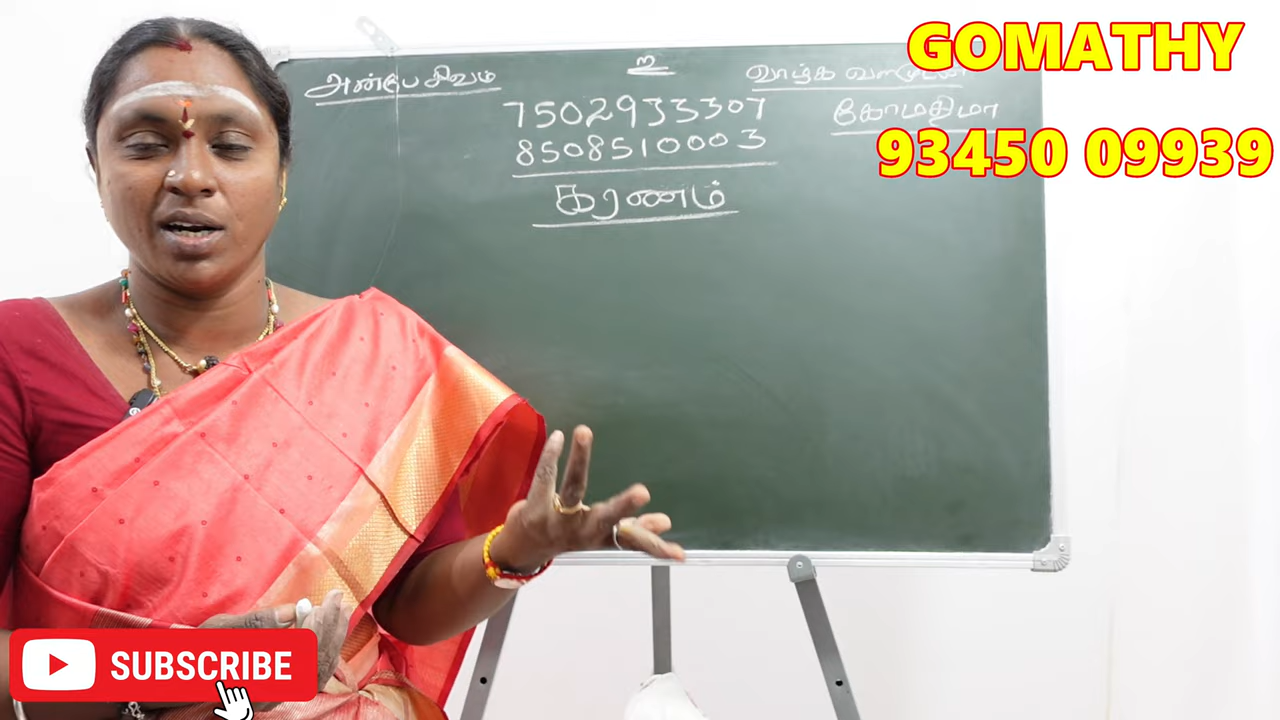 உ
அன்பே சிவம்
வாழ்க வளமுடன்
GOMATHY
7502933307
கோமதிமா
8508510003
93450 09939
கரணம்
SUBSCRIBE